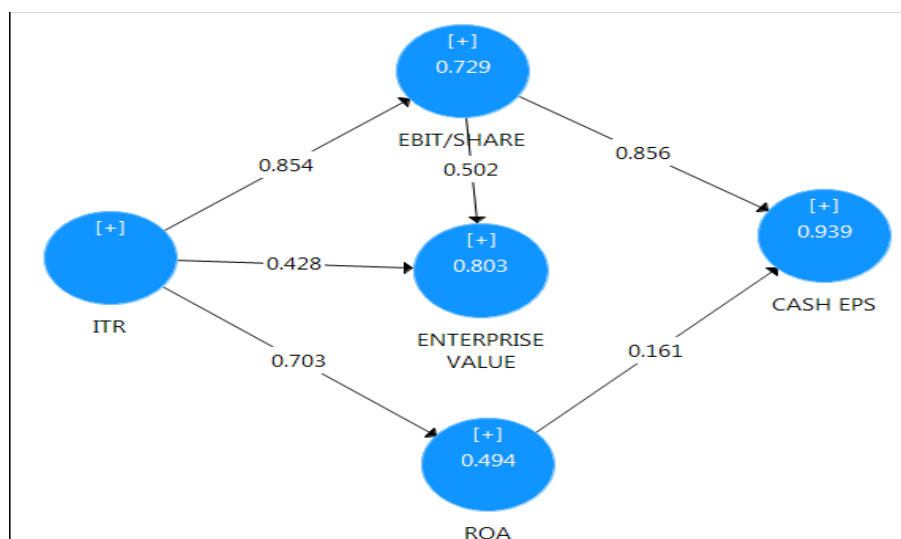 [+]
0.729
EBIT/SHARE
0.854
0.502
0.856
[+]
ITR
0.428
[+]
0.803
ENTERPRISE
VALUE
[+]
0.939
CASH EPS
0.703
0.161
[+]
0.494
ROA